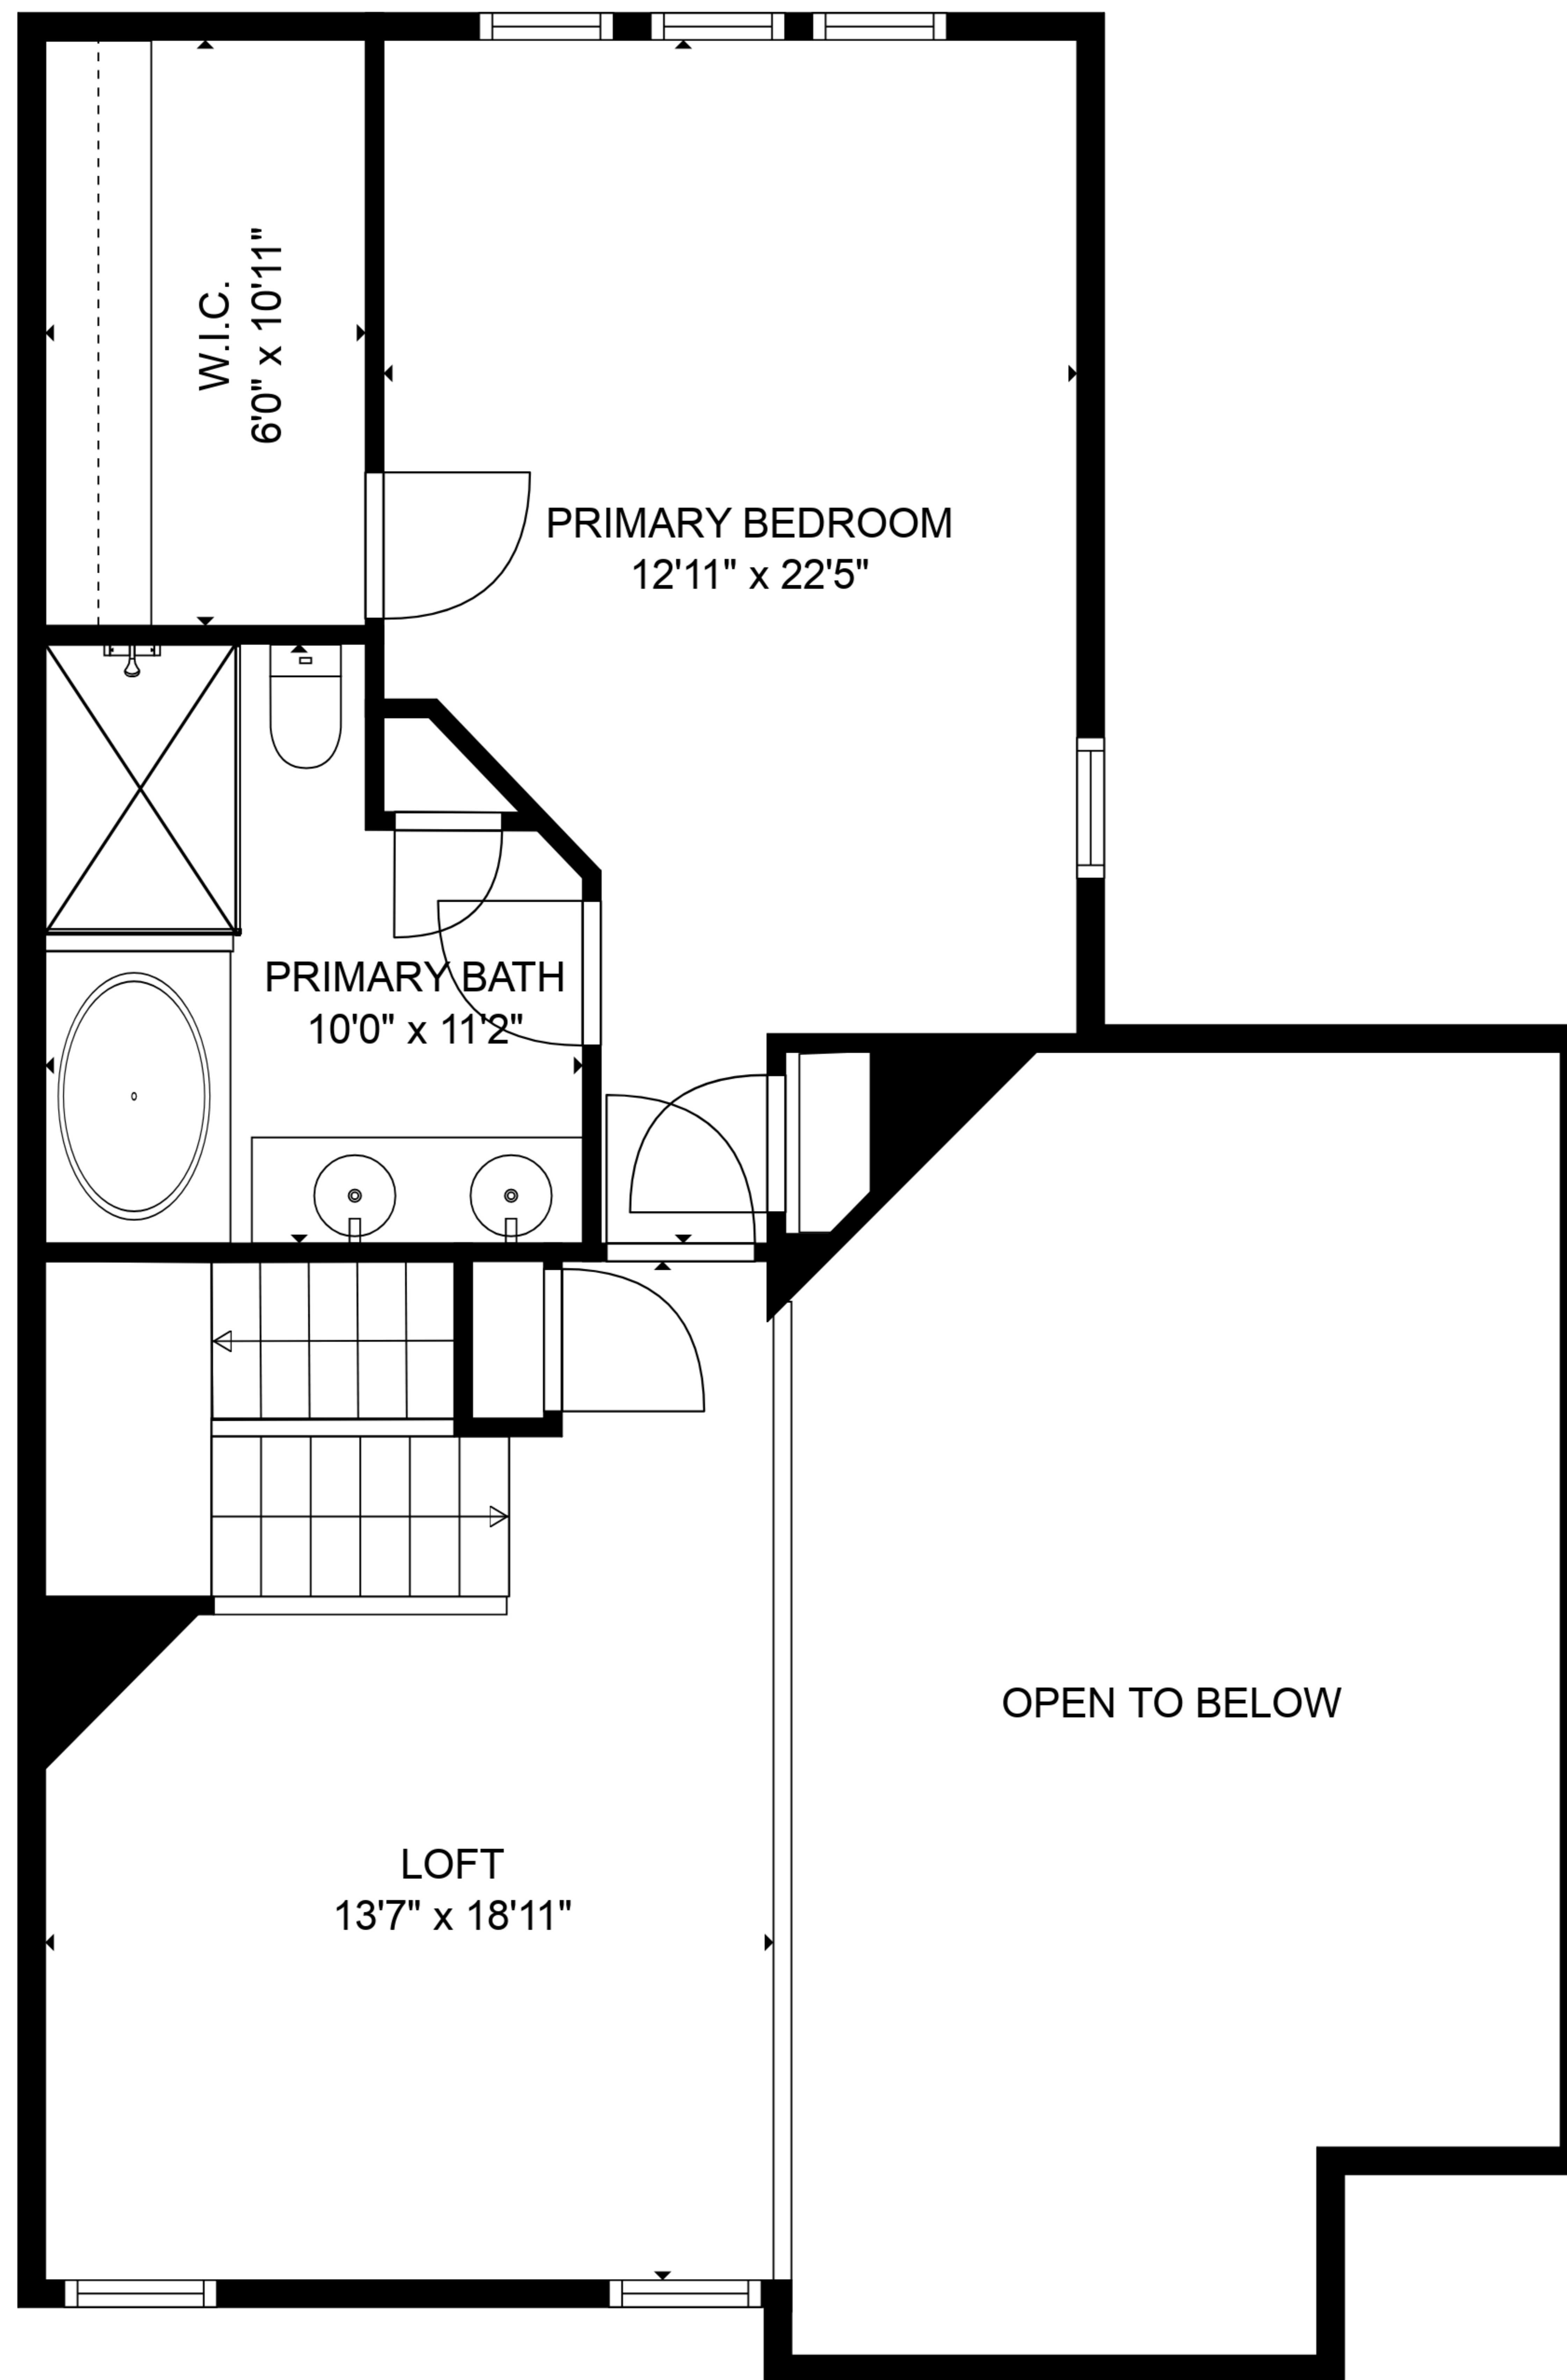 W.I.C.
6'0" x 10'11"
PRIMARY BEDROOM
12'11" x 22'5"
PRIMARY BATH
10'0" x 11'2"
OPEN TO BELOW
LOFT
13'7" x 18'11"